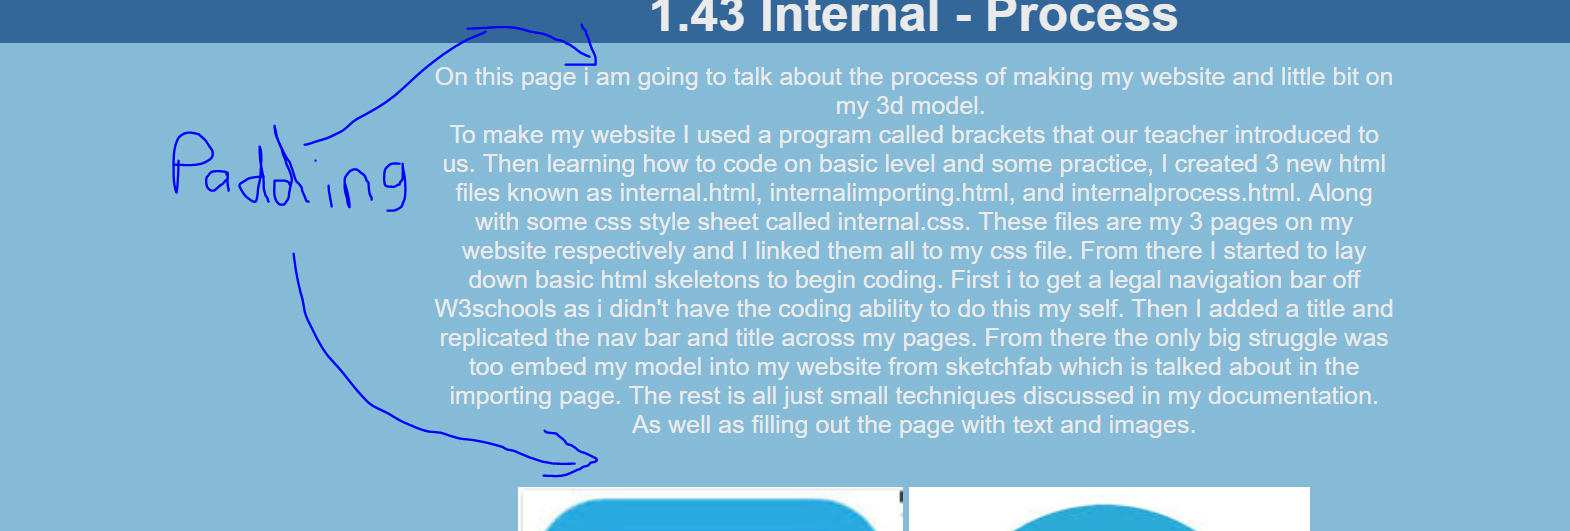 1.43 Internal - Process
On this page i am going to talk about the process of making my website and little bit on
my 3d model.
To make my website I used a program called brackets that our teacher introduced to
us. Then learning how to code on basic level and some practice, I created 3 new html
files known as internal.html, internalimporting.html, and internalprocess.html. Along
with some css style sheet called internal.css. These files are my 3 pages on my
website respectively and I linked them all to my css file. From there I started to lay
down basic html skeletons to begin coding. First i to get a legal navigation bar off
W3schools as i didn't have the coding ability to do this my self. Then I added a title and
replicated the nav bar and title across my pages. From there the only big struggle was
too embed my model into my website from sketchfab which is talked about in the
importing page. The rest is all just small techniques discussed in my documentation.
As well as filling out the page with text and images.
Padding